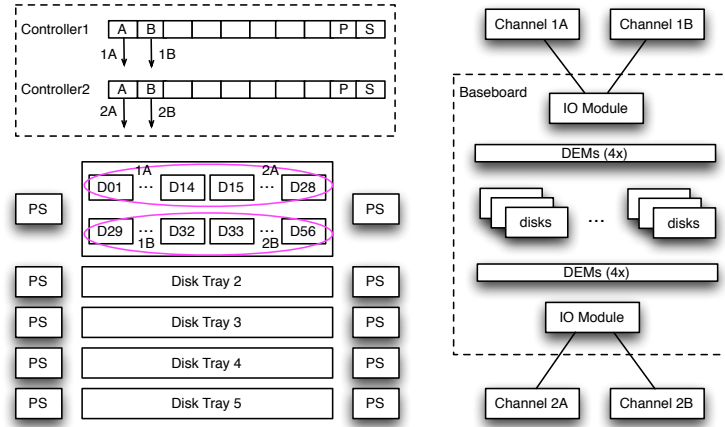 Controller1 A B P S
1A 1B
Controller2 A B P S
2A 2B
1A 2A
PS D01 ... D14 D15 ... D28 PS
D29 ... D32 D33 ... D56
1B 2B
PS Disk Tray 2 PS
PS Disk Tray 3 PS
PS Disk Tray 4 PS
PS Disk Tray 5 PS
Channel 1A Channel 1B
Baseboard
IO Module
DEMs (4x)
disks ... disks
DEMs (4x)
IO Module
Channel 2A Channel 2B